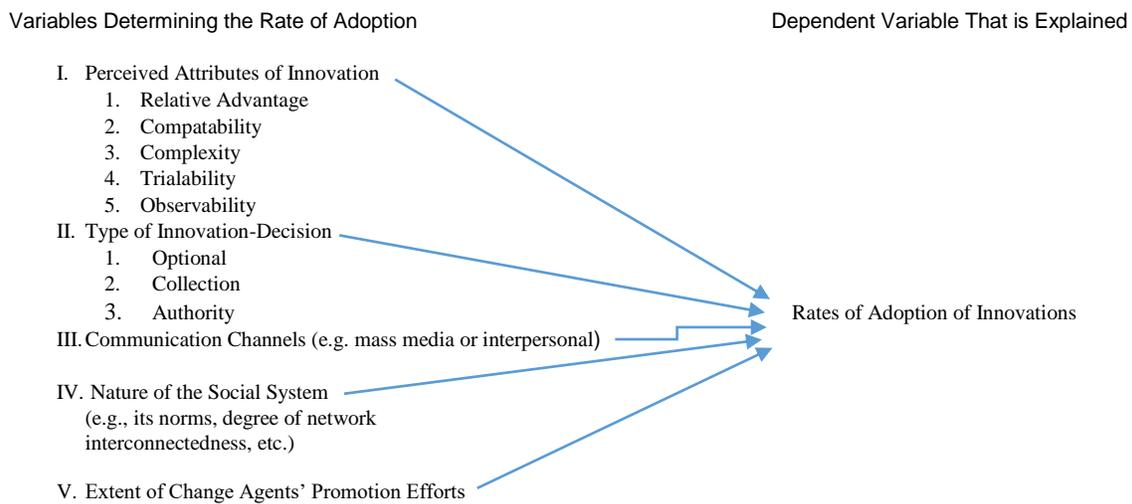 Variables Determining the Rate of Adoption
Dependent Variable That is Explained
I. Perceived Attributes of Innovation
1. Relative Advantage
2. Compatability
3. Complexity
4. Trialability
5. Observability
II. Type of Innovation-Decision
1. Optional
2. Collection
3. Authority
Rates of Adoption of Innovations
III. Communication Channels (e.g. mass media or interpersonal)
IV. Nature of the Social System
(e.g., its norms, degree of network
interconnectedness, etc.)
V. Extent of Change Agents’ Promotion Efforts